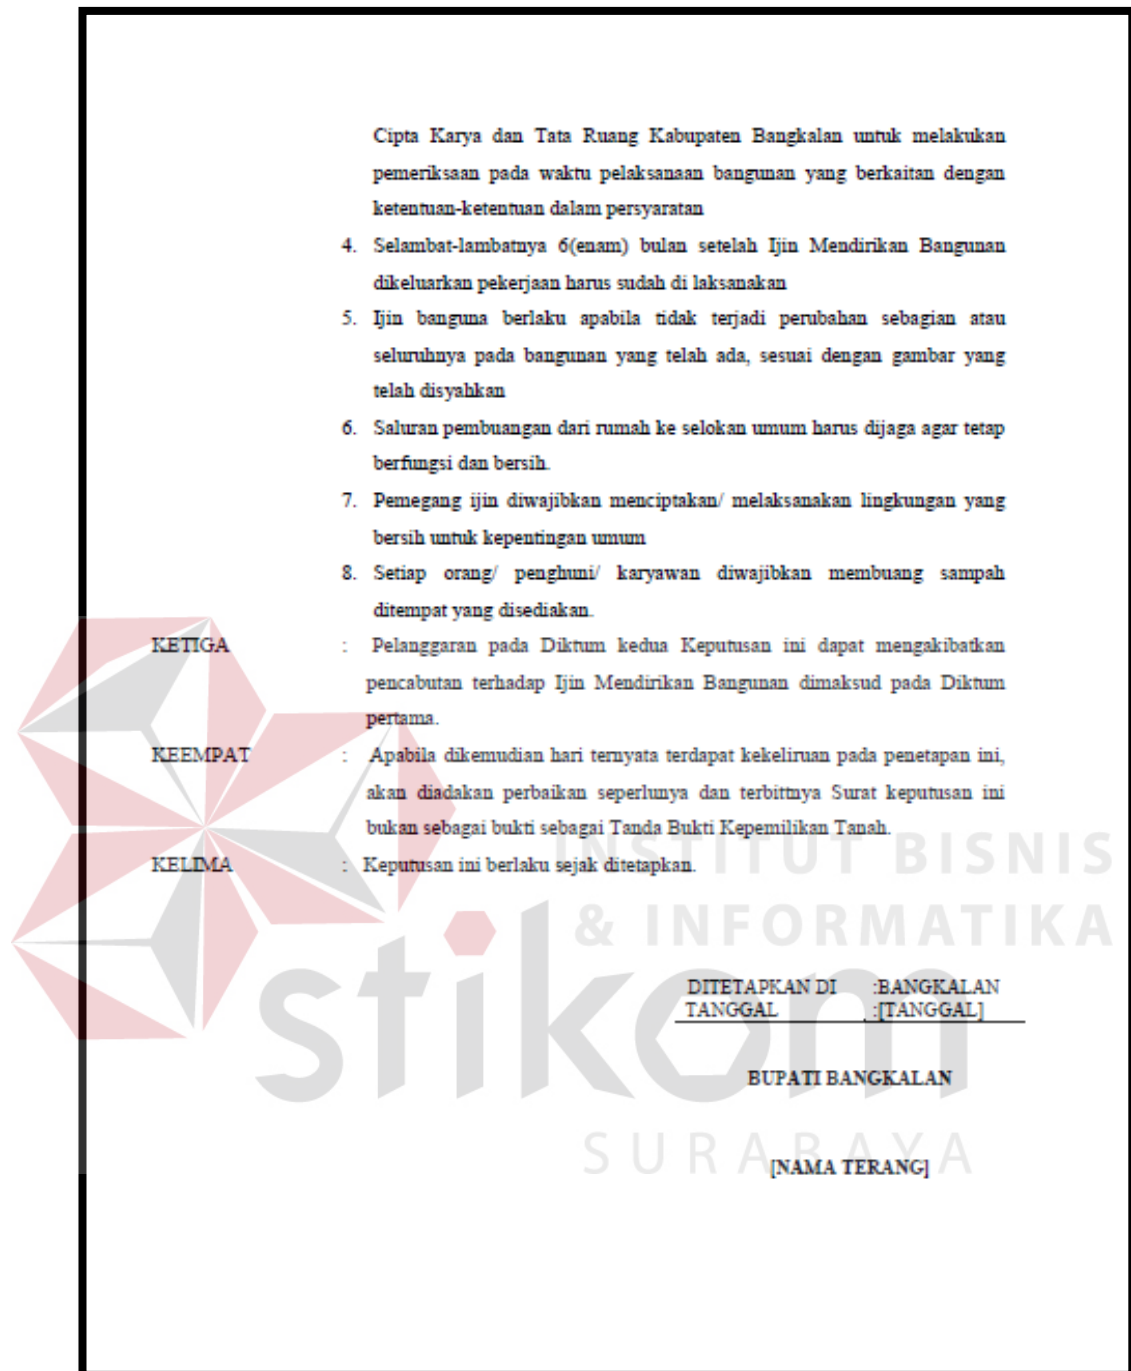 Cipta Karya dan Tata Ruang Kabupaten Bangkalan untuk melakukan
pemeriksaan pada waktu pelaksanaan bangunan yang berkaitan dengan
ketentuan-ketentuan dalam persyaratan
4. Selambat-lambatnya 6(enam) bulan setelah Ijin Mendirikan Bangunan
dikeluarkan pekerjaan harus sudah di laksanakan
5. Ijin banguna berlaku apabila tidak terjadi perubahan sebagian atau
seluruhnya pada bangunan yang telah ada, sesuai dengan gambar yang
telah disyahkan
6. Saluran pembuangan dari rumah ke selokan umum harus dijaga agar tetap
berfungsi dan bersih.
7. Pemegang ijin diwajibkan menciptakan/ melaksanakan lingkungan yang
bersih untuk kepentingan umum
8. Setiap orang/ penghuni/ karyawan diwajibkan membuang sampah
ditempat yang disediakan.
KETIGA : Pelanggaran pada Diktum kedua Keputusan ini dapat mengakibatkan
pencabutan terhadap Ijin Mendirikan Bangunan dimaksud pada Diktum
pertama.
KEEMPAT : Apabila dikemudian hari ternyata terdapat kekeliruan pada penetapan ini,
akan diadakan perbaikan seperlunya dan terbittnya Surat keputusan ini
bukan sebagai bukti sebagai Tanda Bukti Kepemilikan Tanah.
KELIMA : Keputusan ini berlaku sejak ditetapkan.
INSTITUT BISNIS
& INFORMATIKA
stikom
SURABAYA
DITETAPKAN DI :BANGKALAN
TANGGAL :[TANGGAL]
BUPATI BANGKALAN
[NAMA TERANG]